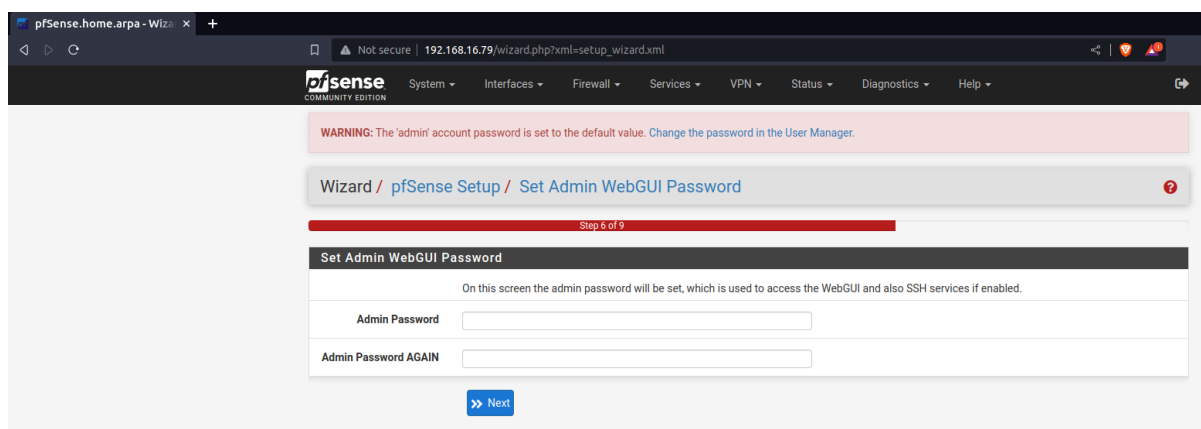 pfSense.home.arpa - Wiza
Not secure | 192.168.16.79/wizard.php?xml=setup_wizard.xml
pfsense System Interfaces Firewall Services VPN Status Diagnostics Help
COMMUNITY EDITION
WARNING: The 'admin' account password is set to the default value. Change the password in the User Manager.
Wizard / pfSense Setup / Set Admin WebGUI Password
Step 6 of 9
Set Admin WebGUI Password
On this screen the admin password will be set, which is used to access the WebGUI and also SSH services if enabled.
Admin Password
Admin Password AGAIN
Next